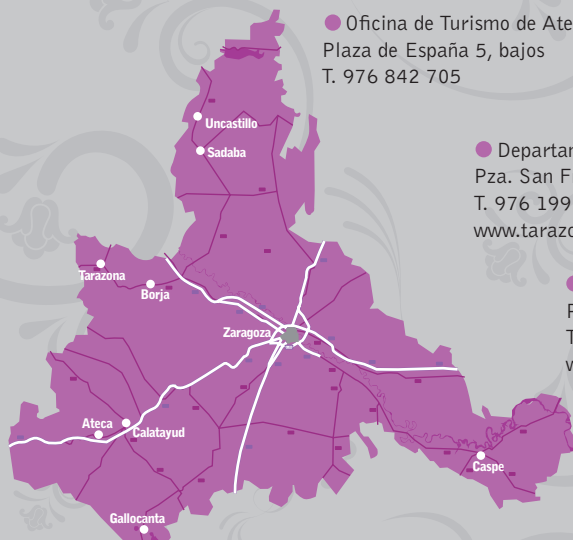 Oficina de Turismo de Ate
Plaza de España 5, bajos
T. 976 842 705
Uncastillo
Sadaba
Departan
Pza. San F
T. 976 199
www.tarazo
Tarazona
Borja
Zaragoza
Ateca
Calatayud
Caspe
Gallocanta